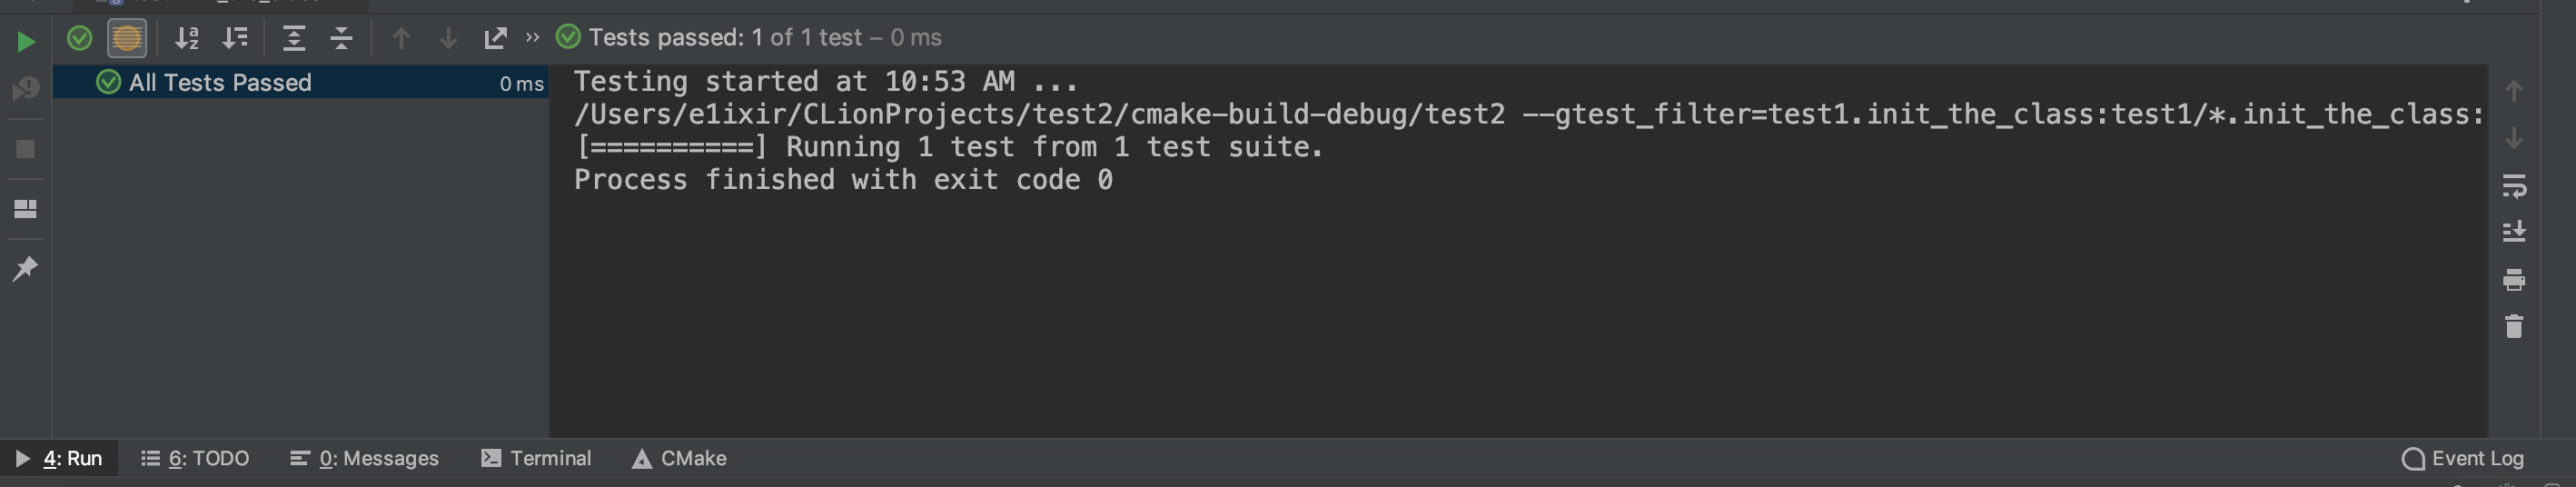 Tests passed: 1 of 1 test – 0 ms
All Tests Passed 0 ms
Testing started at 10:53 AM ...
/Users/e1ixir/CLionProjects/test2/cmake-build-debug/test2 --gtest_filter=test1.init_the_class:test1/*.init_the_class:
[==========] Running 1 test from 1 test suite.
Process finished with exit code 0
4: Run 6: TODO 0: Messages Terminal CMake Event Log